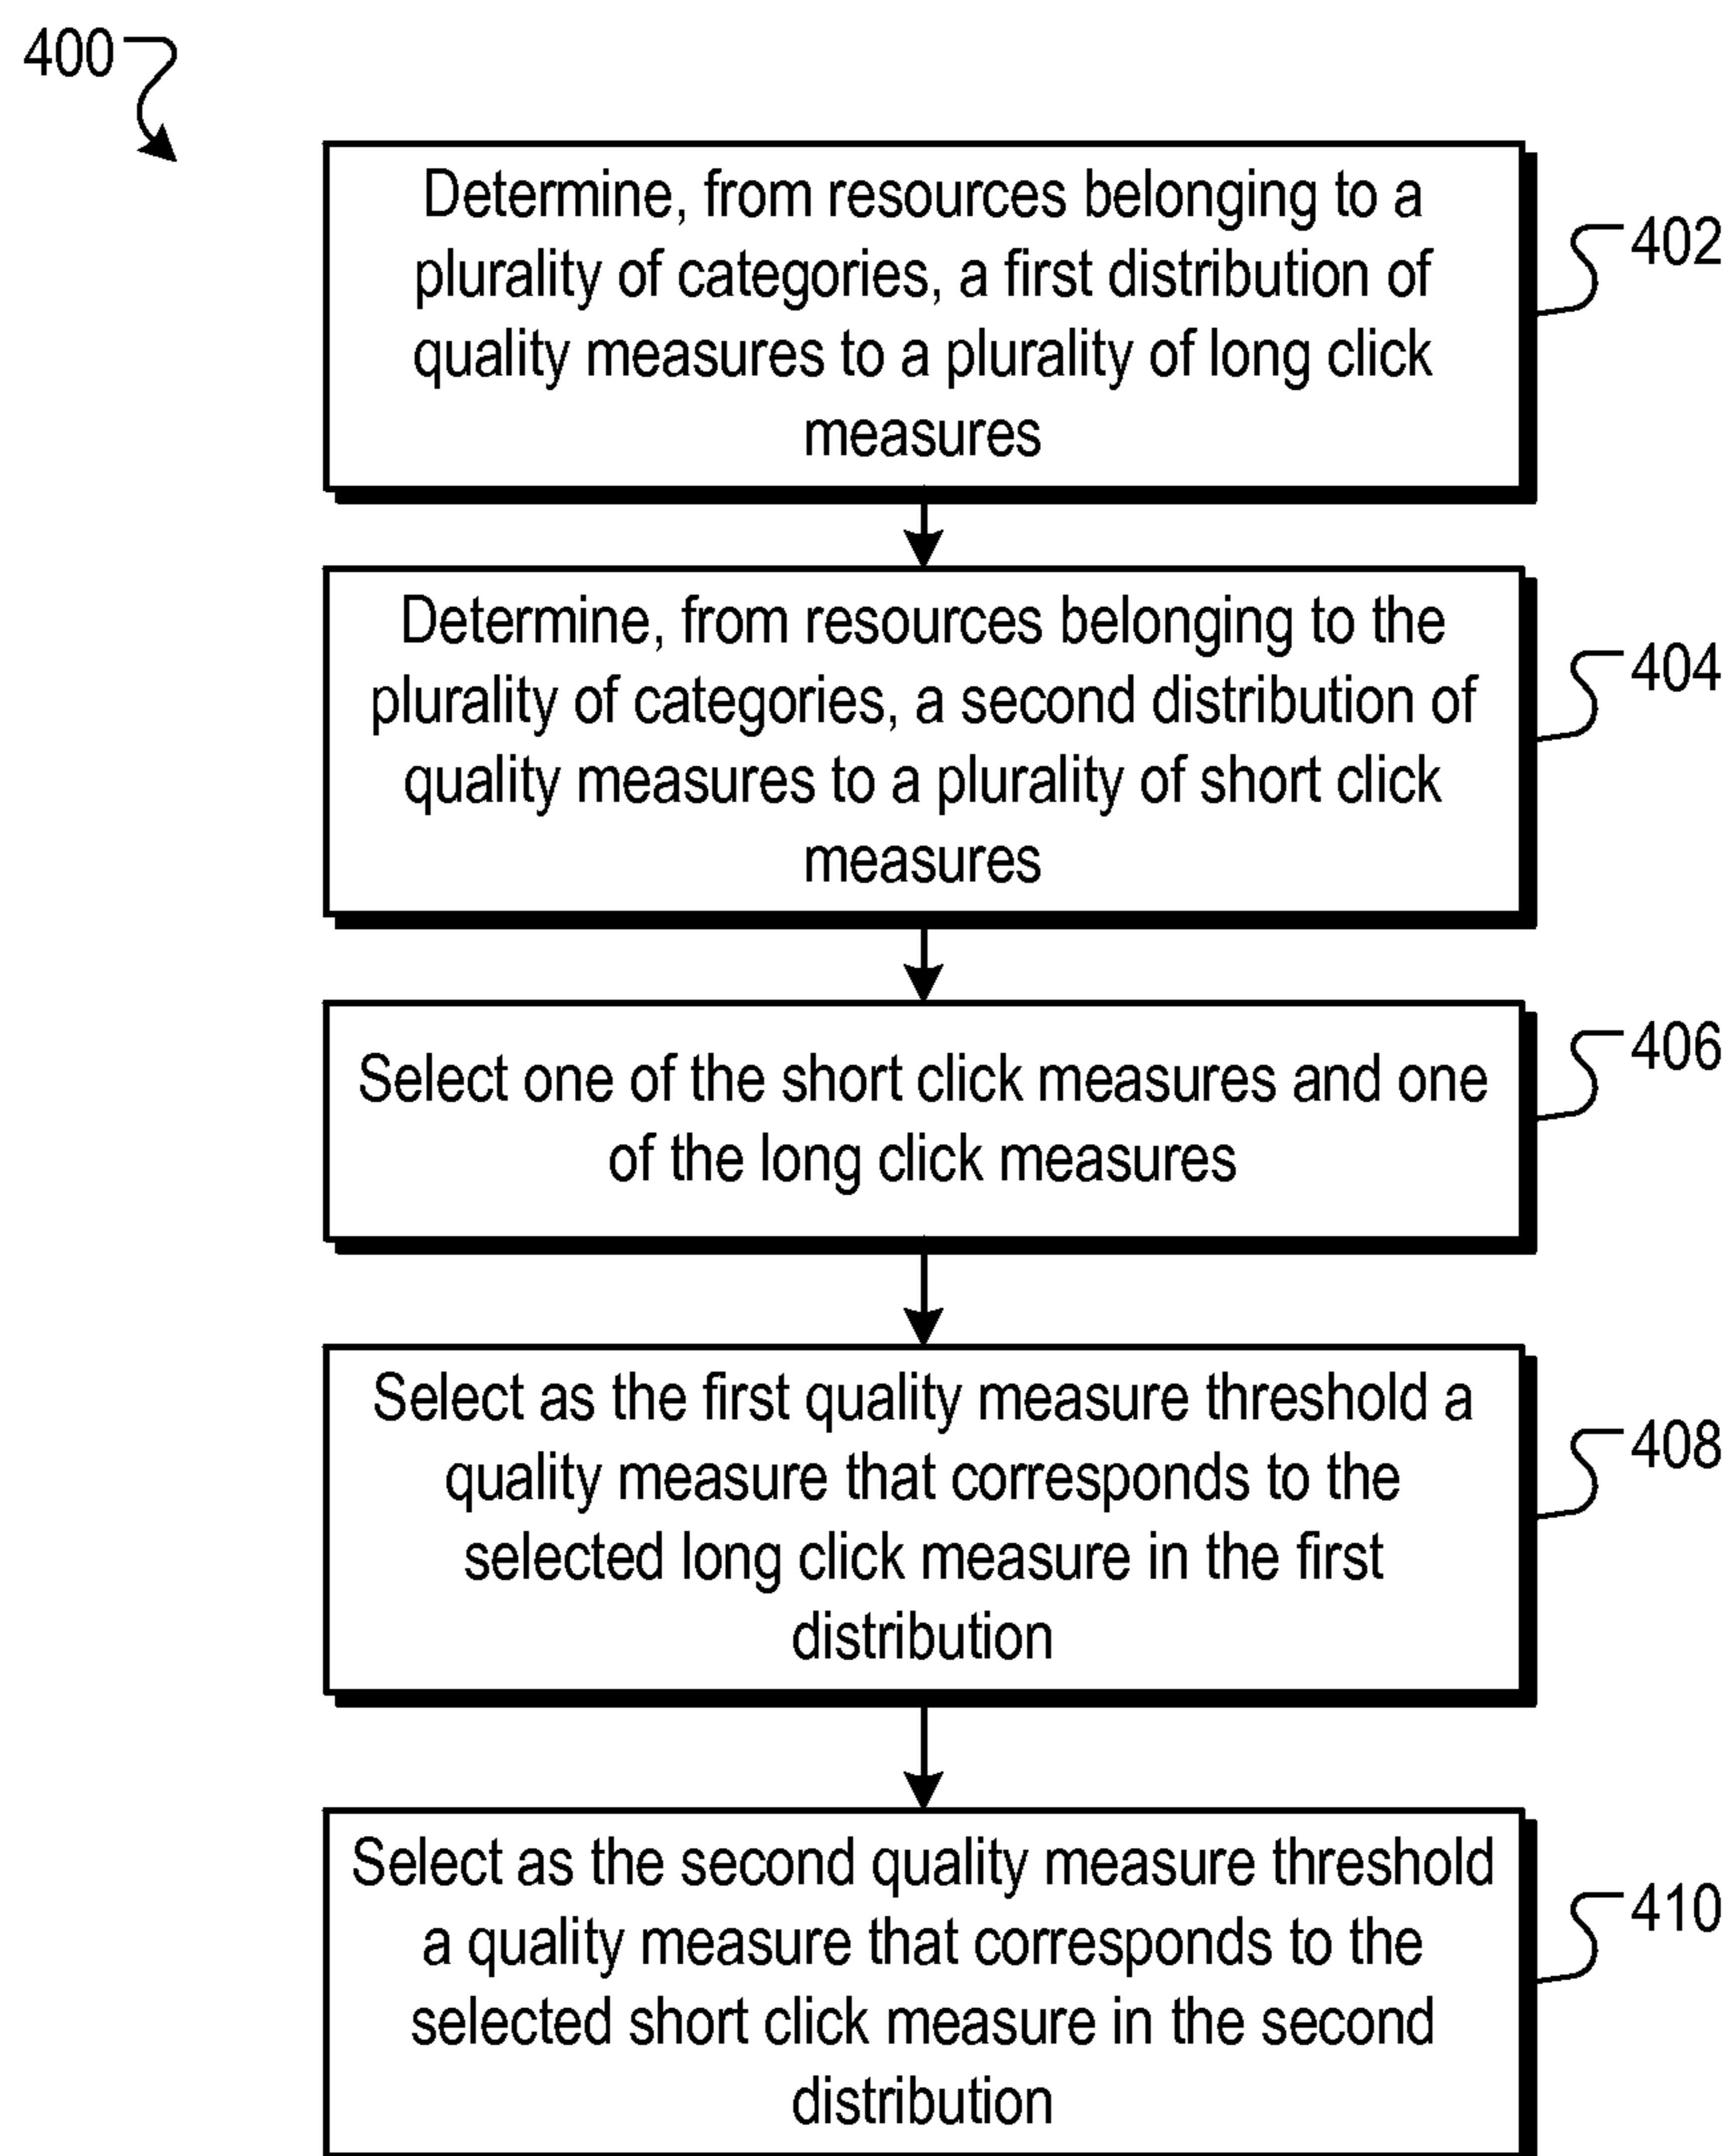 400
Determine, from resources belonging to a
plurality of categories, a first distribution of
quality measures to a plurality of long click
measures
402
Determine, from resources belonging to the
plurality of categories, a second distribution of
quality measures to a plurality of short click
measures
404
Select one of the short click measures and one
of the long click measures
406
Select as the first quality measure threshold a
quality measure that corresponds to the
selected long click measure in the first
distribution
408
Select as the second quality measure threshold
a quality measure that corresponds to the
selected short click measure in the second
distribution
410